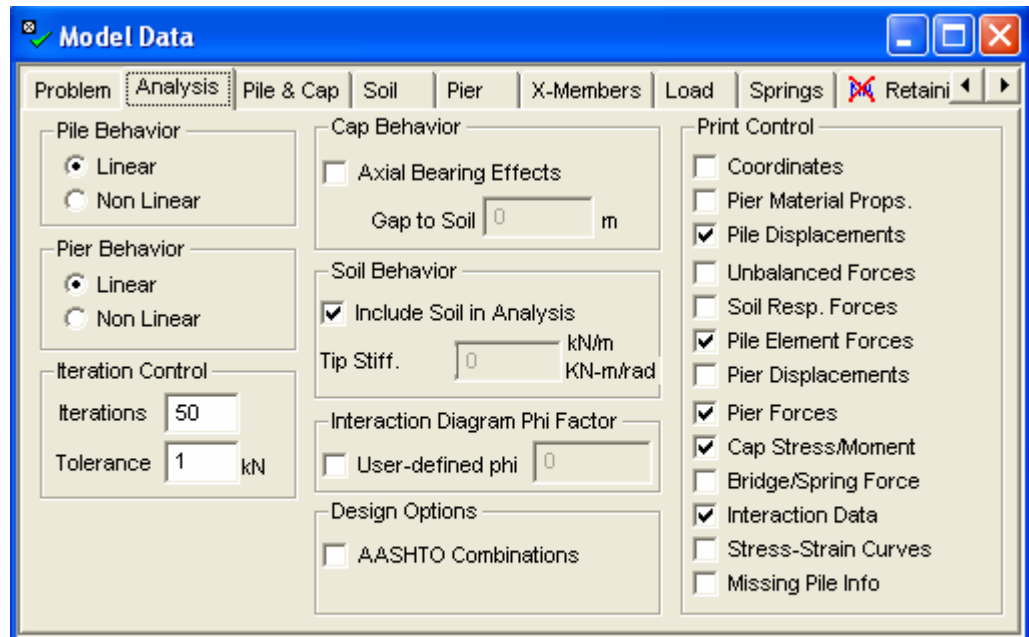 Model Data
Problem
Analysis
Pile & Cap
Soil
Pier
X-Members
Load
Springs
Retaini
Pile Behavior
Linear
Non Linear
Pier Behavior
Linear
Non Linear
Iteration Control
Iterations 50
Tolerance 1 kN
Cap Behavior
Axial Bearing Effects
Gap to Soil 0 m
Soil Behavior
Include Soil in Analysis
Tip Stiff. 0 kN/m
KN-m/rad
Interaction Diagram Phi Factor
User-defined phi 0
Design Options
AASHTO Combinations
Print Control
Coordinates
Pier Material Props.
Pile Displacements
Unbalanced Forces
Soil Resp. Forces
Pile Element Forces
Pier Displacements
Pier Forces
Cap Stress/Moment
Bridge/Spring Force
Interaction Data
Stress-Strain Curves
Missing Pile Info